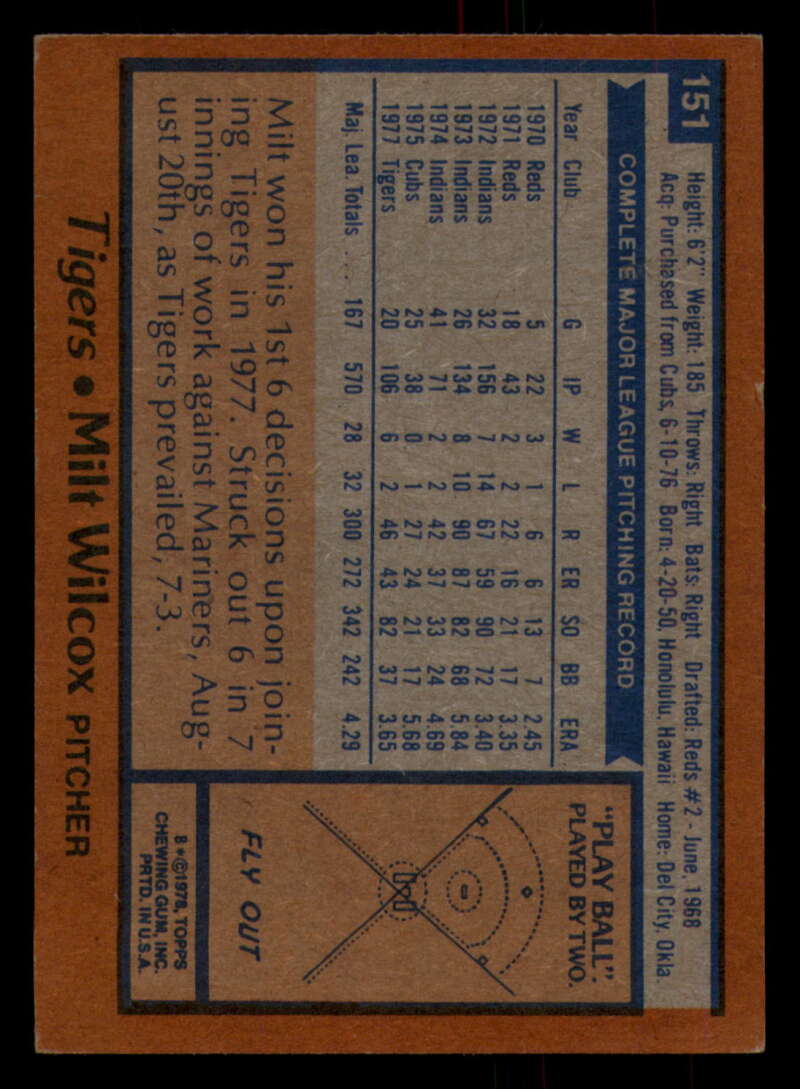 151
Height: 6'2" Weight: 185 Throws: Right Bats: Right Drafted: Reds #2 - June, 1968
Acq: Purchased from Cubs, 6-10-76 Born: 4-20-50, Honolulu, Hawaii Home: Del City, Okla.
COMPLETE MAJOR LEAGUE PITCHING RECORD
Year Club G IP W L R ER SO BB ERA
1970 Reds 5 22 3 1 6 6 13 7 2.45
1971 Reds 18 43 2 2 22 16 21 17 3.35
1972 Indians 32 156 7 14 67 59 90 72 3.40
1973 Indians 26 134 8 10 90 87 82 68 5.84
1974 Indians 41 71 2 2 42 37 33 24 4.69
1975 Cubs 25 38 0 1 27 24 21 17 5.68
1977 Tigers 20 106 6 2 46 43 82 37 3.65
Maj. Lea. Totals .... 167 570 28 32 300 272 342 242 4.29
Milt won his 1st 6 decisions upon join-
ing Tigers in 1977. Struck out 6 in 7
innings of work against Mariners, Aug-
ust 20th, as Tigers prevailed, 7-3.
"PLAY BALL".
PLAYED BY TWO.
FLY OUT
B*©1978, TOPPS
CHEWING GUM, INC.
PRTD. IN U.S.A.
Tigers • Milt Wilcox PITCHER